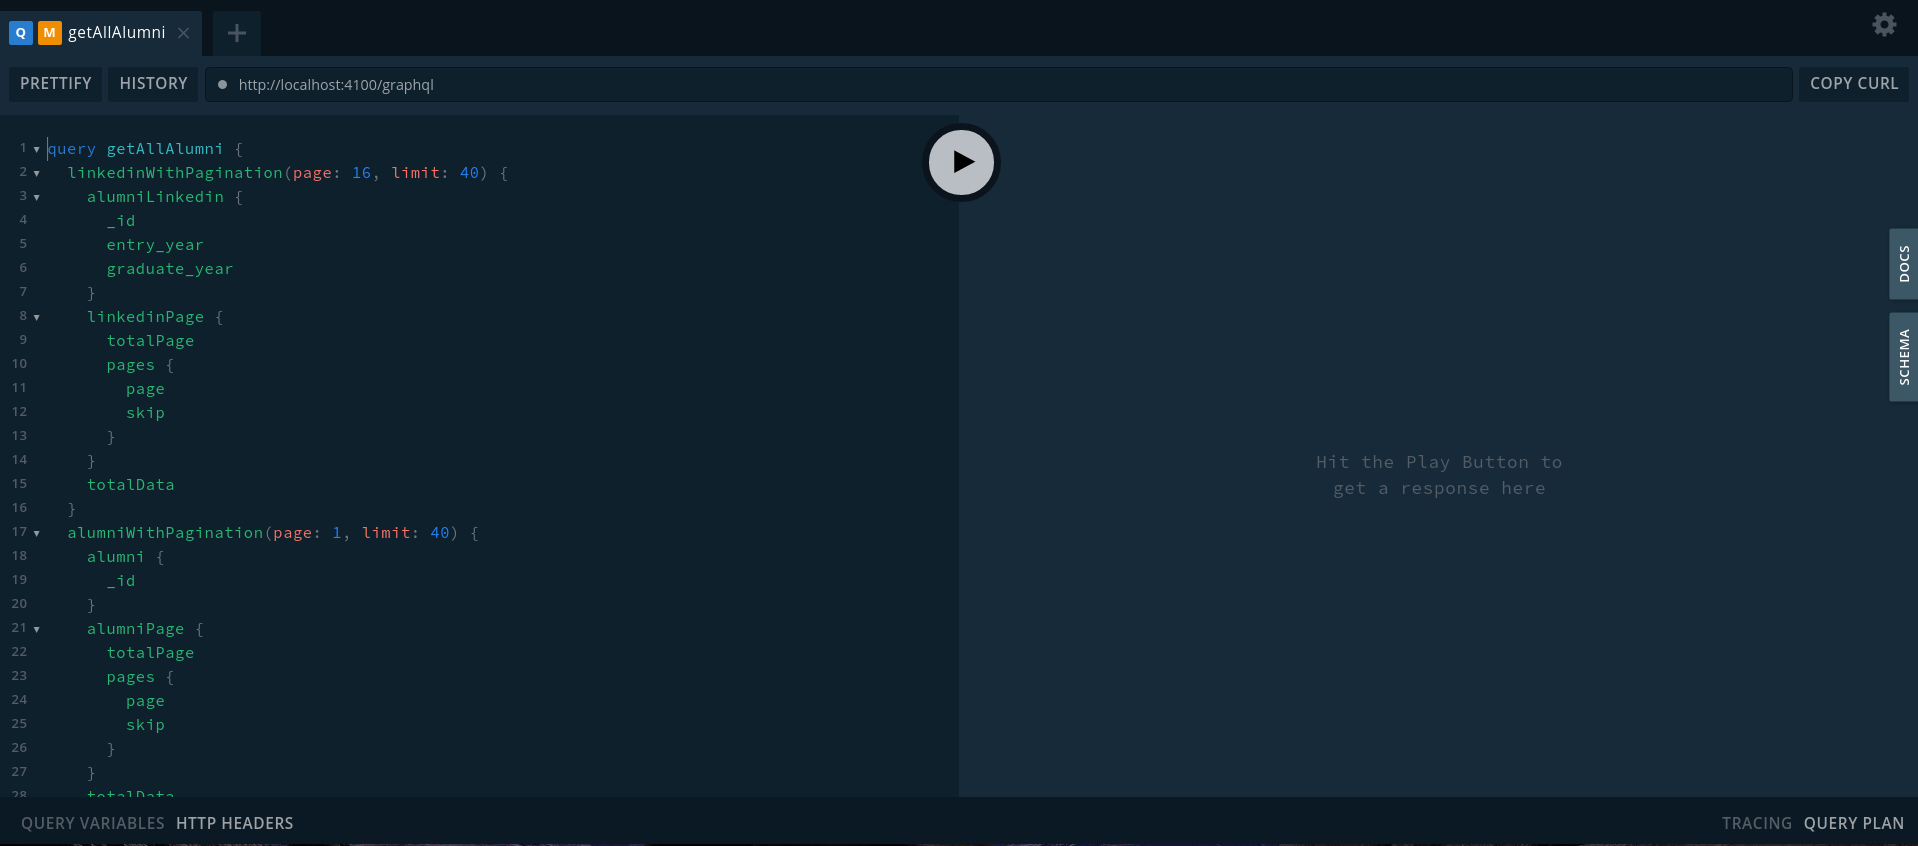 Q M getAllAlumni
PRETTIFY HISTORY http://localhost:4100/graphql COPY CURL
1 query getAllAlumni {
2 linkedinWithPagination(page: 16, limit: 40) {
3 alumniLinkedin {
4 _id
5 entry_year
6 graduate_year
7 }
8 linkedinPage {
9 totalPage
10 pages {
11 page
12 skip
13 }
14 }
15 totalData
16 }
17 alumniWithPagination(page: 1, limit: 40) {
18 alumni {
19 _id
20 }
21 alumniPage {
22 totalPage
23 pages {
24 page
25 skip
26 }
27 }
28 totalData
Hit the Play Button to
get a response here
DOCS
SCHEMA
QUERY VARIABLES HTTP HEADERS
TRACING QUERY PLAN